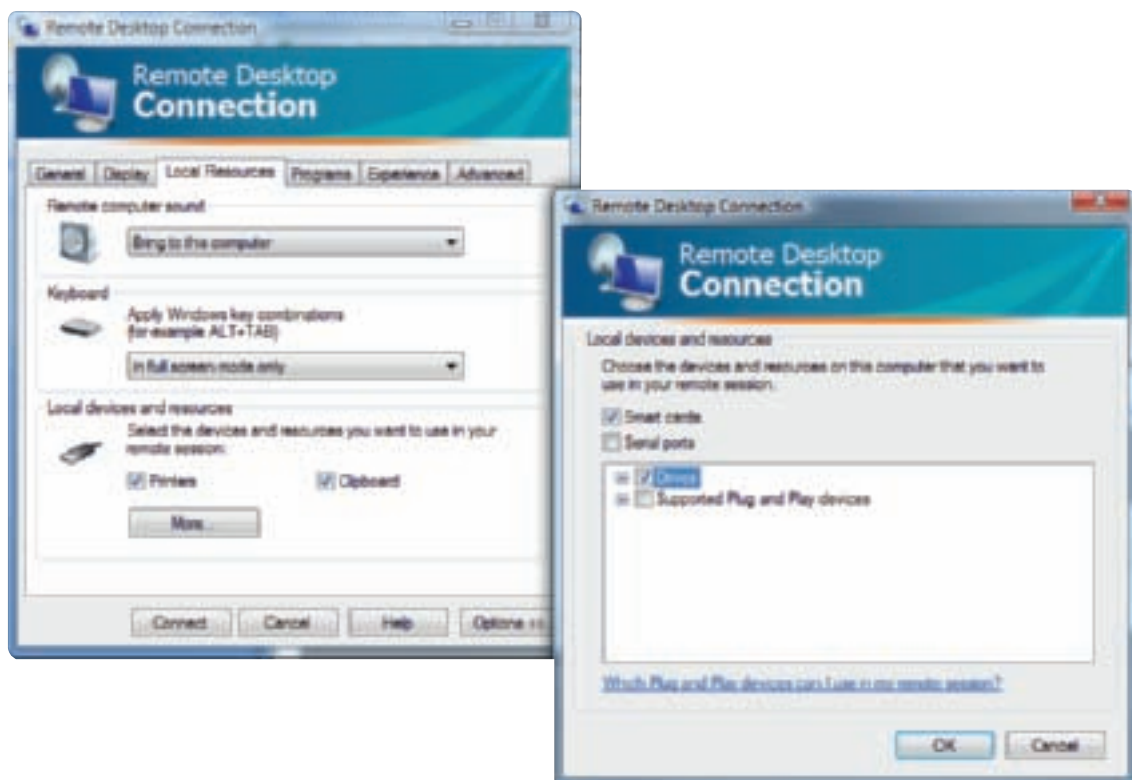 Remote Desktop Connection
Remote Desktop
Connection
General Display Local Resources Programs Experience Advanced
Remote computer sound
Bring to this computer
Keyboard
Apply Windows key combinations
(for example ALT+TAB)
In full screen mode only
Local devices and resources
Select the devices and resources you want to use in your
remote session.
Printers Clipboard
More...
Connect Cancel Help Options <<
Remote Desktop Connection
Remote Desktop
Connection
Local devices and resources
Choose the devices and resources on this computer that you want to
use in your remote session.
Smart cards
Serial ports
Drives
Supported Plug and Play devices
Which Plug and Play devices can I use in my remote session?
OK Cancel